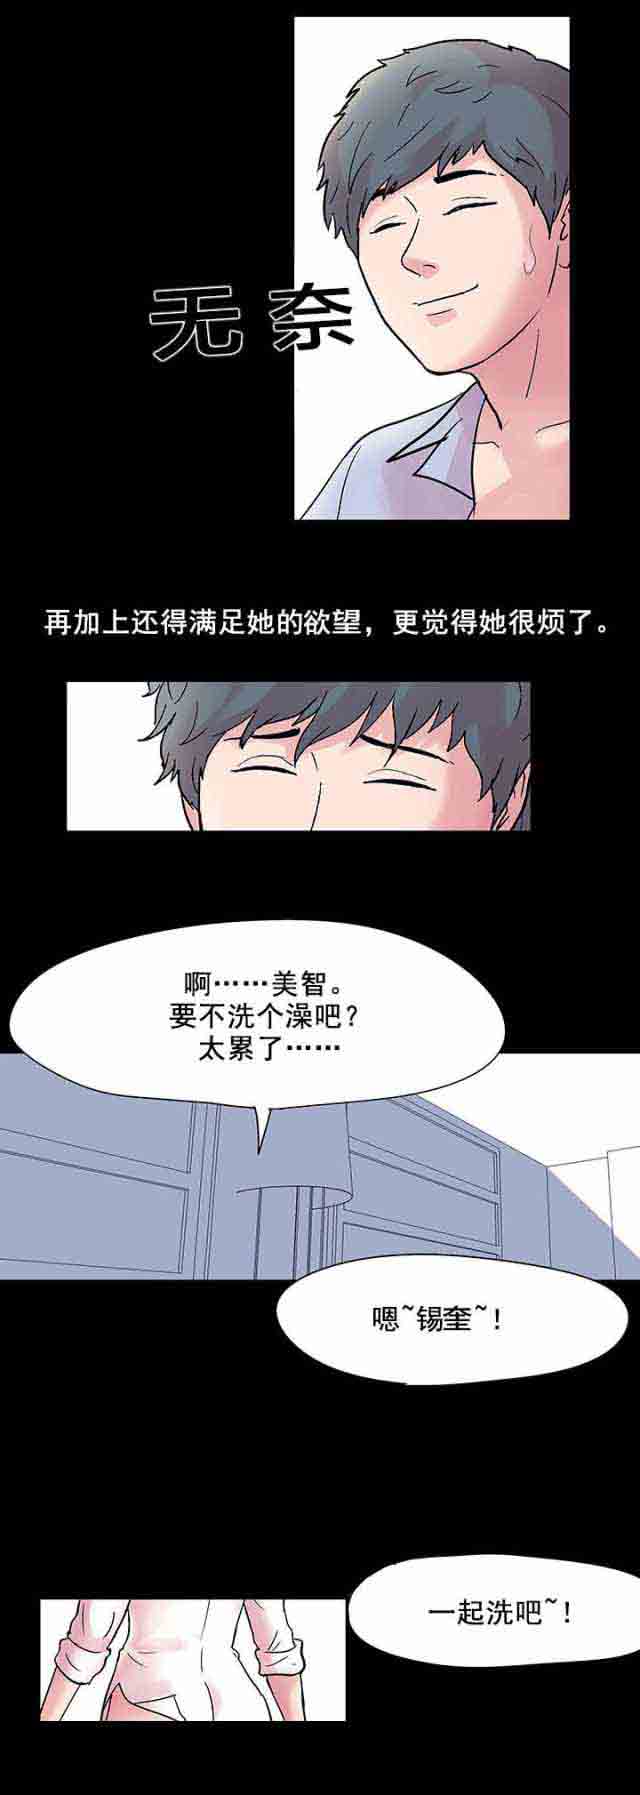 无奈
再加上还得满足她的欲望，更觉得她很烦了。
啊……美智。
要不洗个澡吧？
太累了……
嗯~锡奎~！
一起洗吧~！